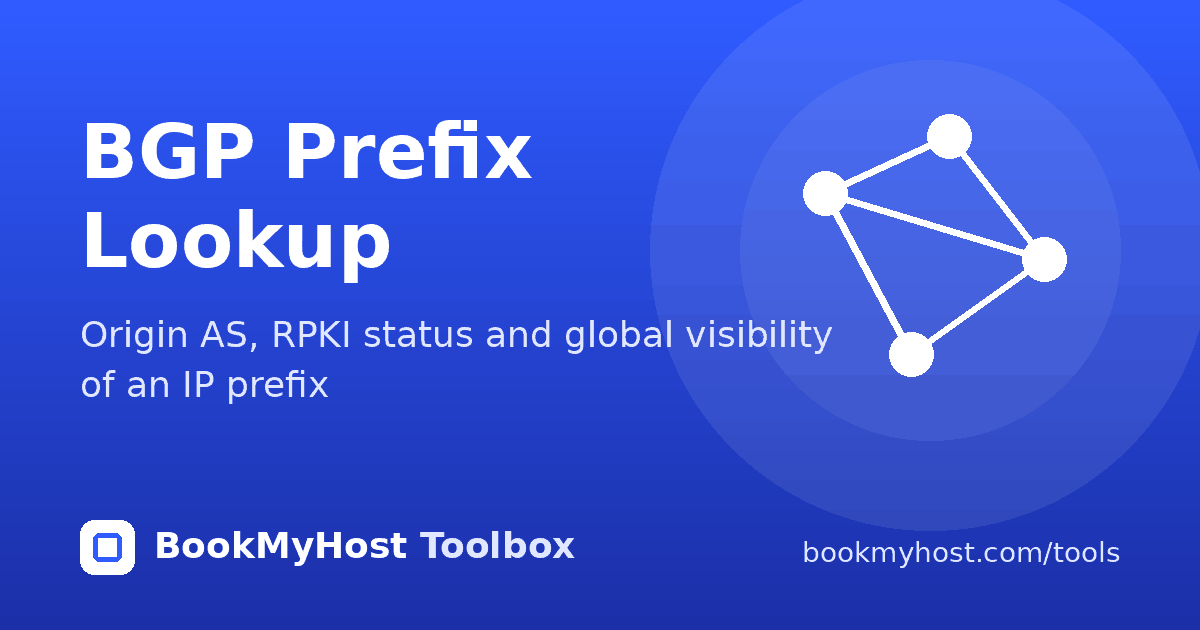 BGP Prefix
Lookup
Origin AS, RPKI status and global visibility
of an IP prefix
BookMyHost Toolbox
bookmyhost.com/tools